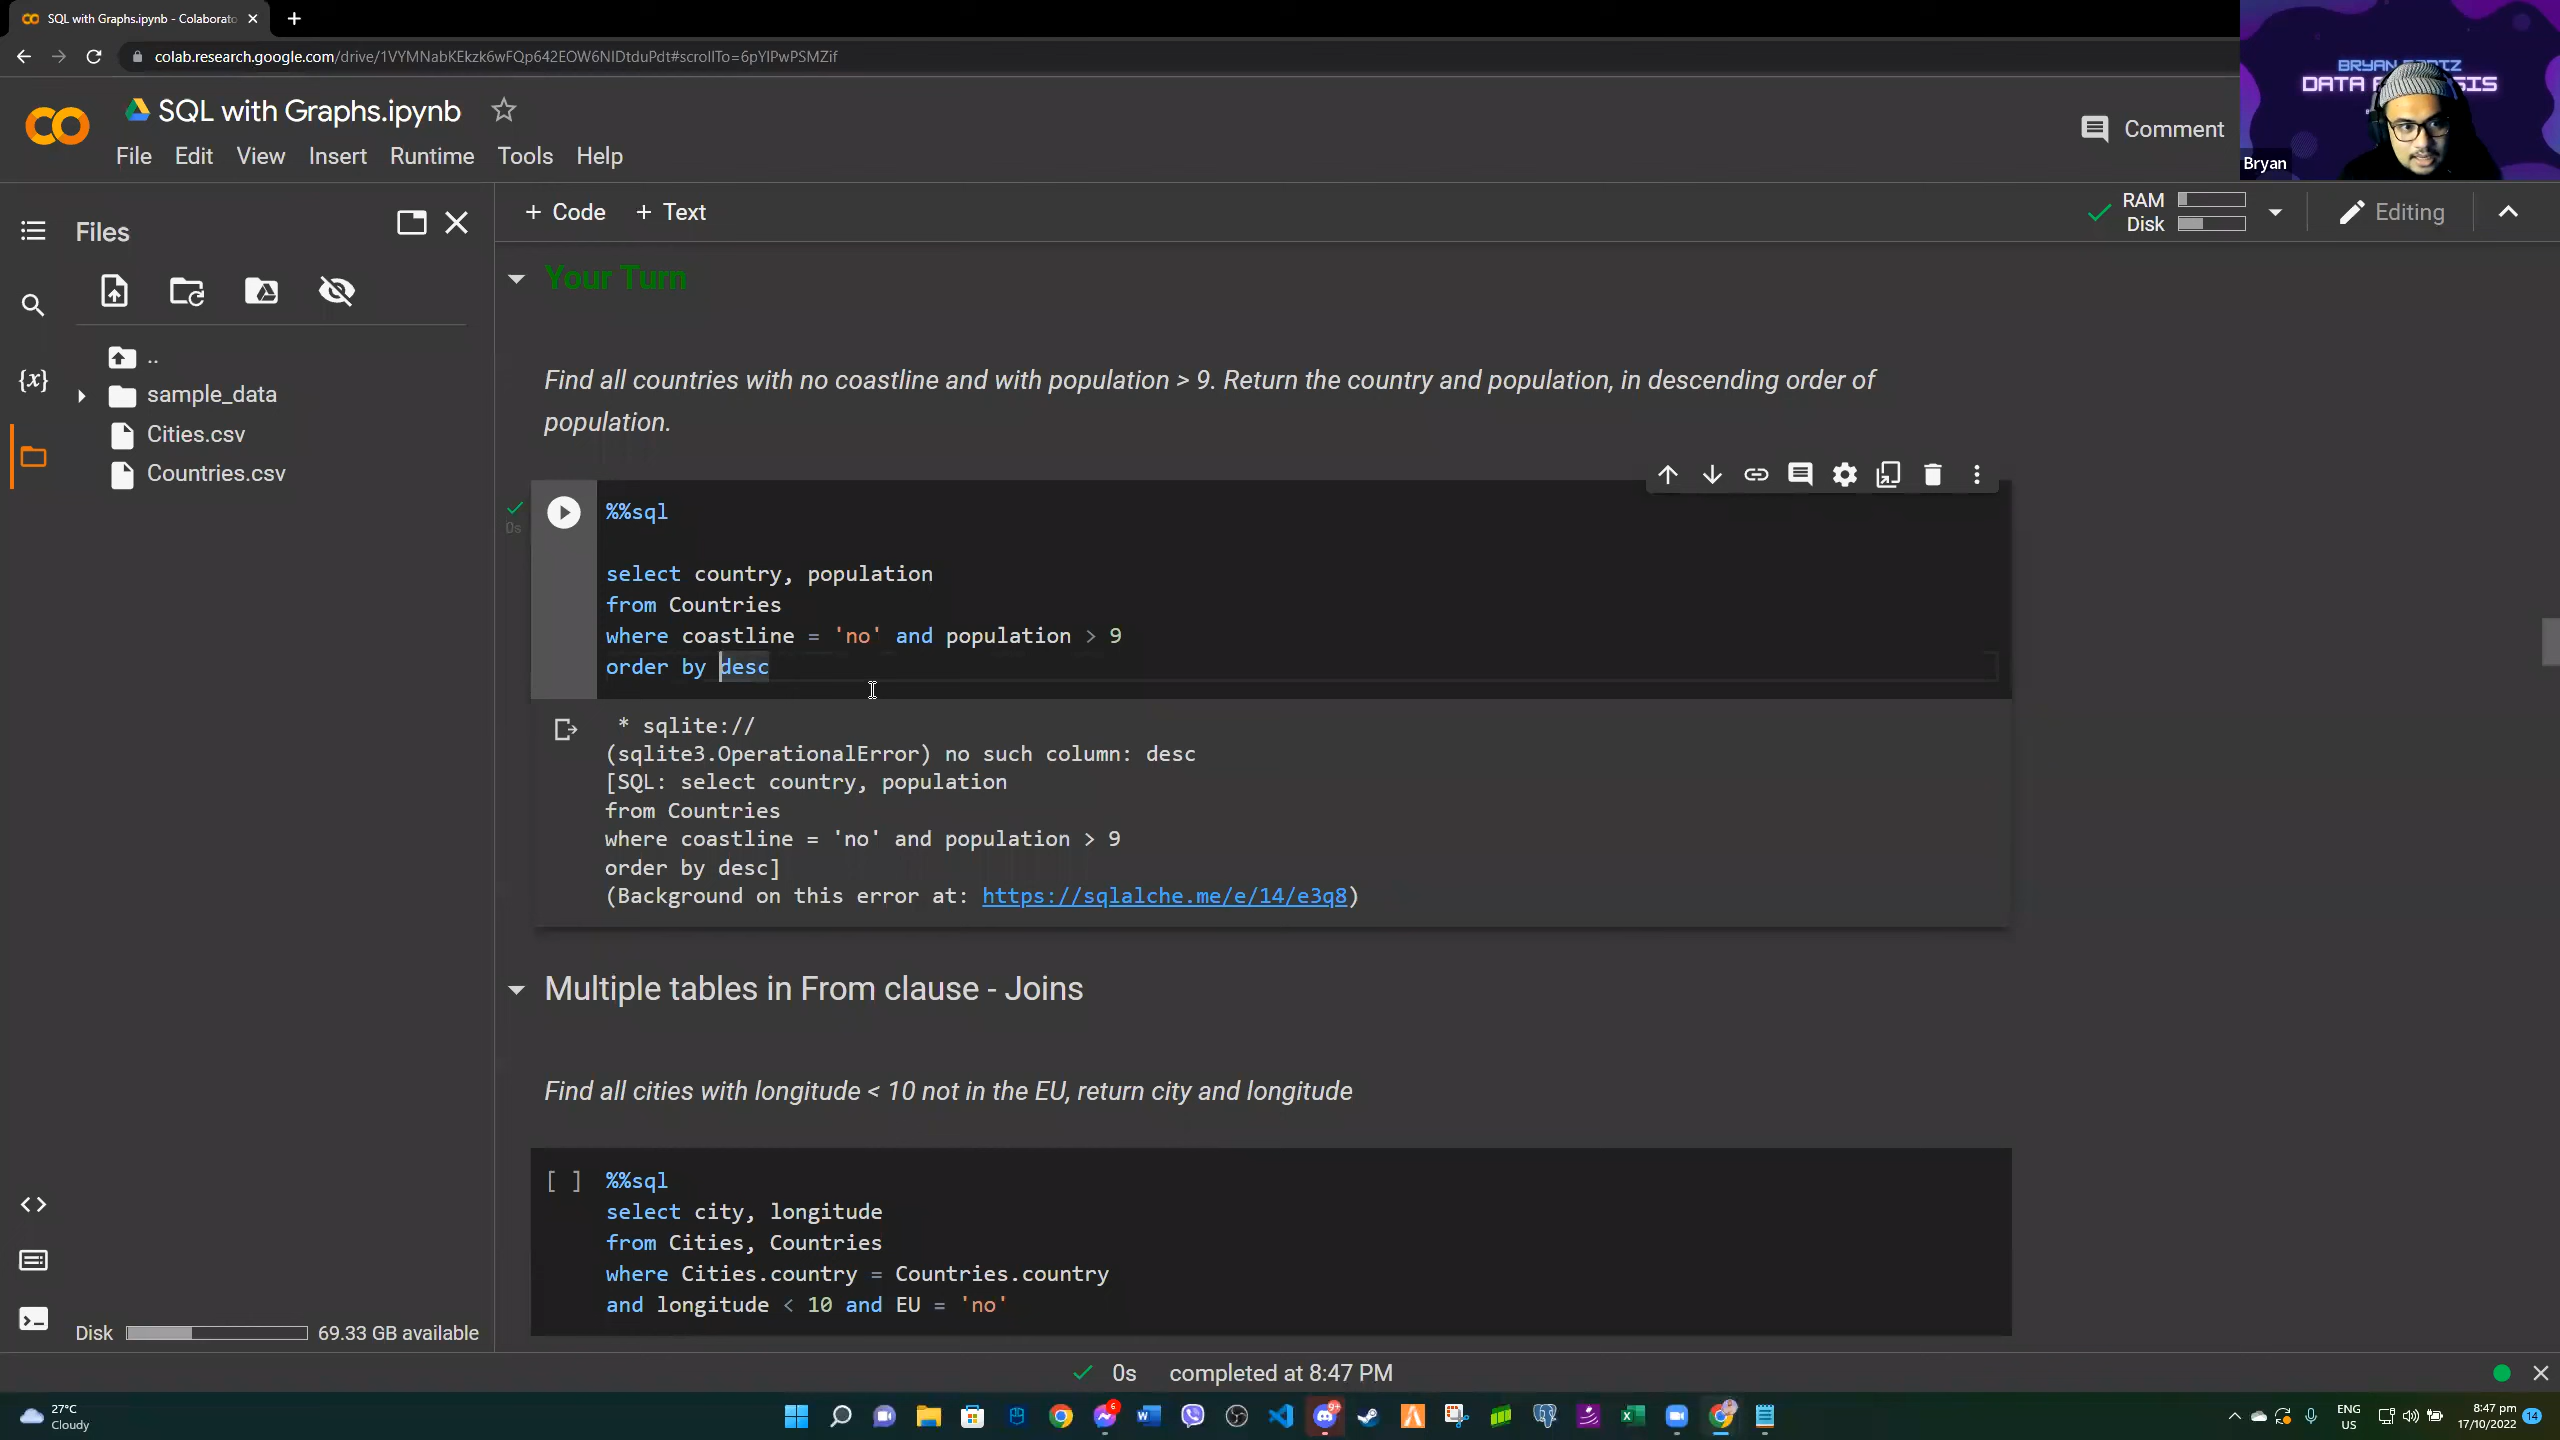 SQL with Graphs.ipynb - Colaborato
colab.research.google.com/drive/1VYMNabKEkzk6wFQp642EOW6NIDtduPdt#scrollTo=6pYIPwPSMZif
SQL with Graphs.ipynb
File Edit View Insert Runtime Tools Help
Comment
Bryan
Files
+ Code + Text
RAM
Disk
Editing
..
sample_data
Cities.csv
Countries.csv
Your Turn
Find all countries with no coastline and with population > 9. Return the country and population, in descending order of
population.
0s
%%sql
select country, population
from Countries
where coastline = 'no' and population > 9
order by desc
* sqlite://
(sqlite3.OperationalError) no such column: desc
[SQL: select country, population
from Countries
where coastline = 'no' and population > 9
order by desc]
(Background on this error at: https://sqlalche.me/e/14/e3q8)
Multiple tables in From clause - Joins
Find all cities with longitude < 10 not in the EU, return city and longitude
[ ] %%sql
select city, longitude
from Cities, Countries
where Cities.country = Countries.country
and longitude < 10 and EU = 'no'
Disk 69.33 GB available
0s completed at 8:47 PM
27°C
Cloudy
ENG
US
8:47 pm
17/10/2022
14